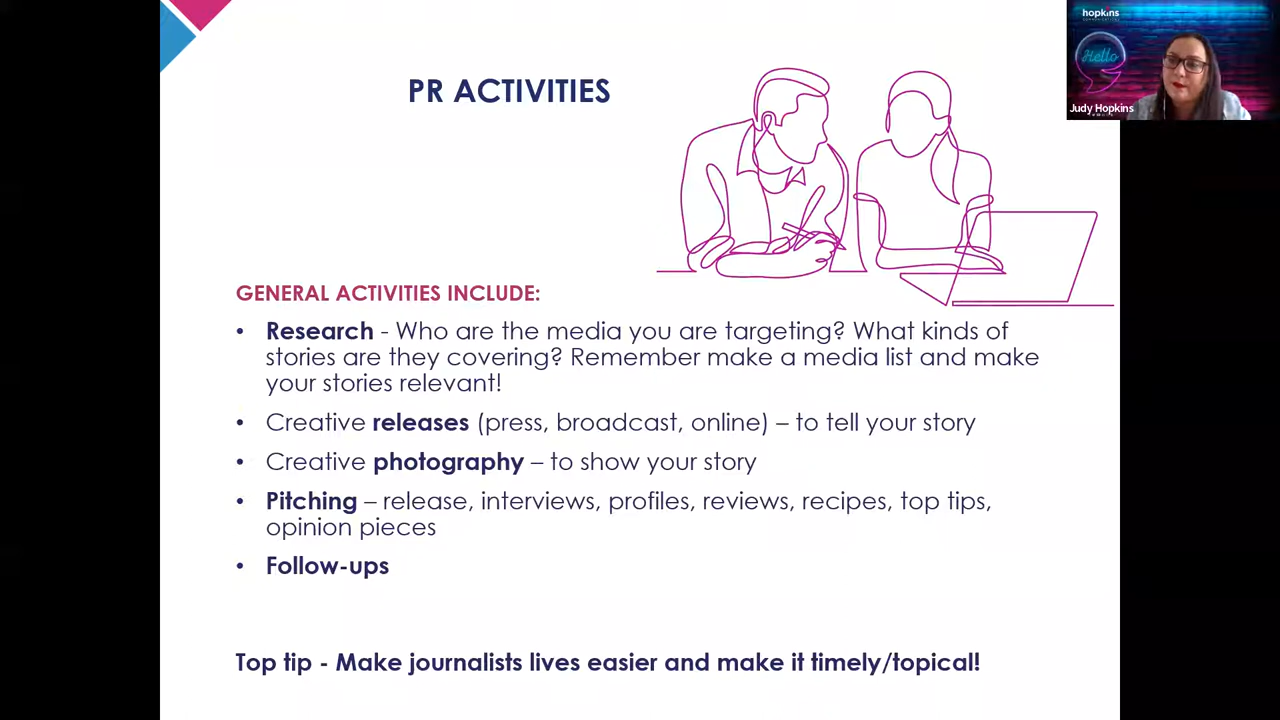 PR ACTIVITIES
hopkins
COMMUNICATIONS
Hello
Judy Hopkins
GENERAL ACTIVITIES INCLUDE:
• Research - Who are the media you are targeting? What kinds of
stories are they covering? Remember make a media list and make
your stories relevant!
• Creative releases (press, broadcast, online) – to tell your story
• Creative photography – to show your story
• Pitching – release, interviews, profiles, reviews, recipes, top tips,
opinion pieces
• Follow-ups
Top tip - Make journalists lives easier and make it timely/topical!